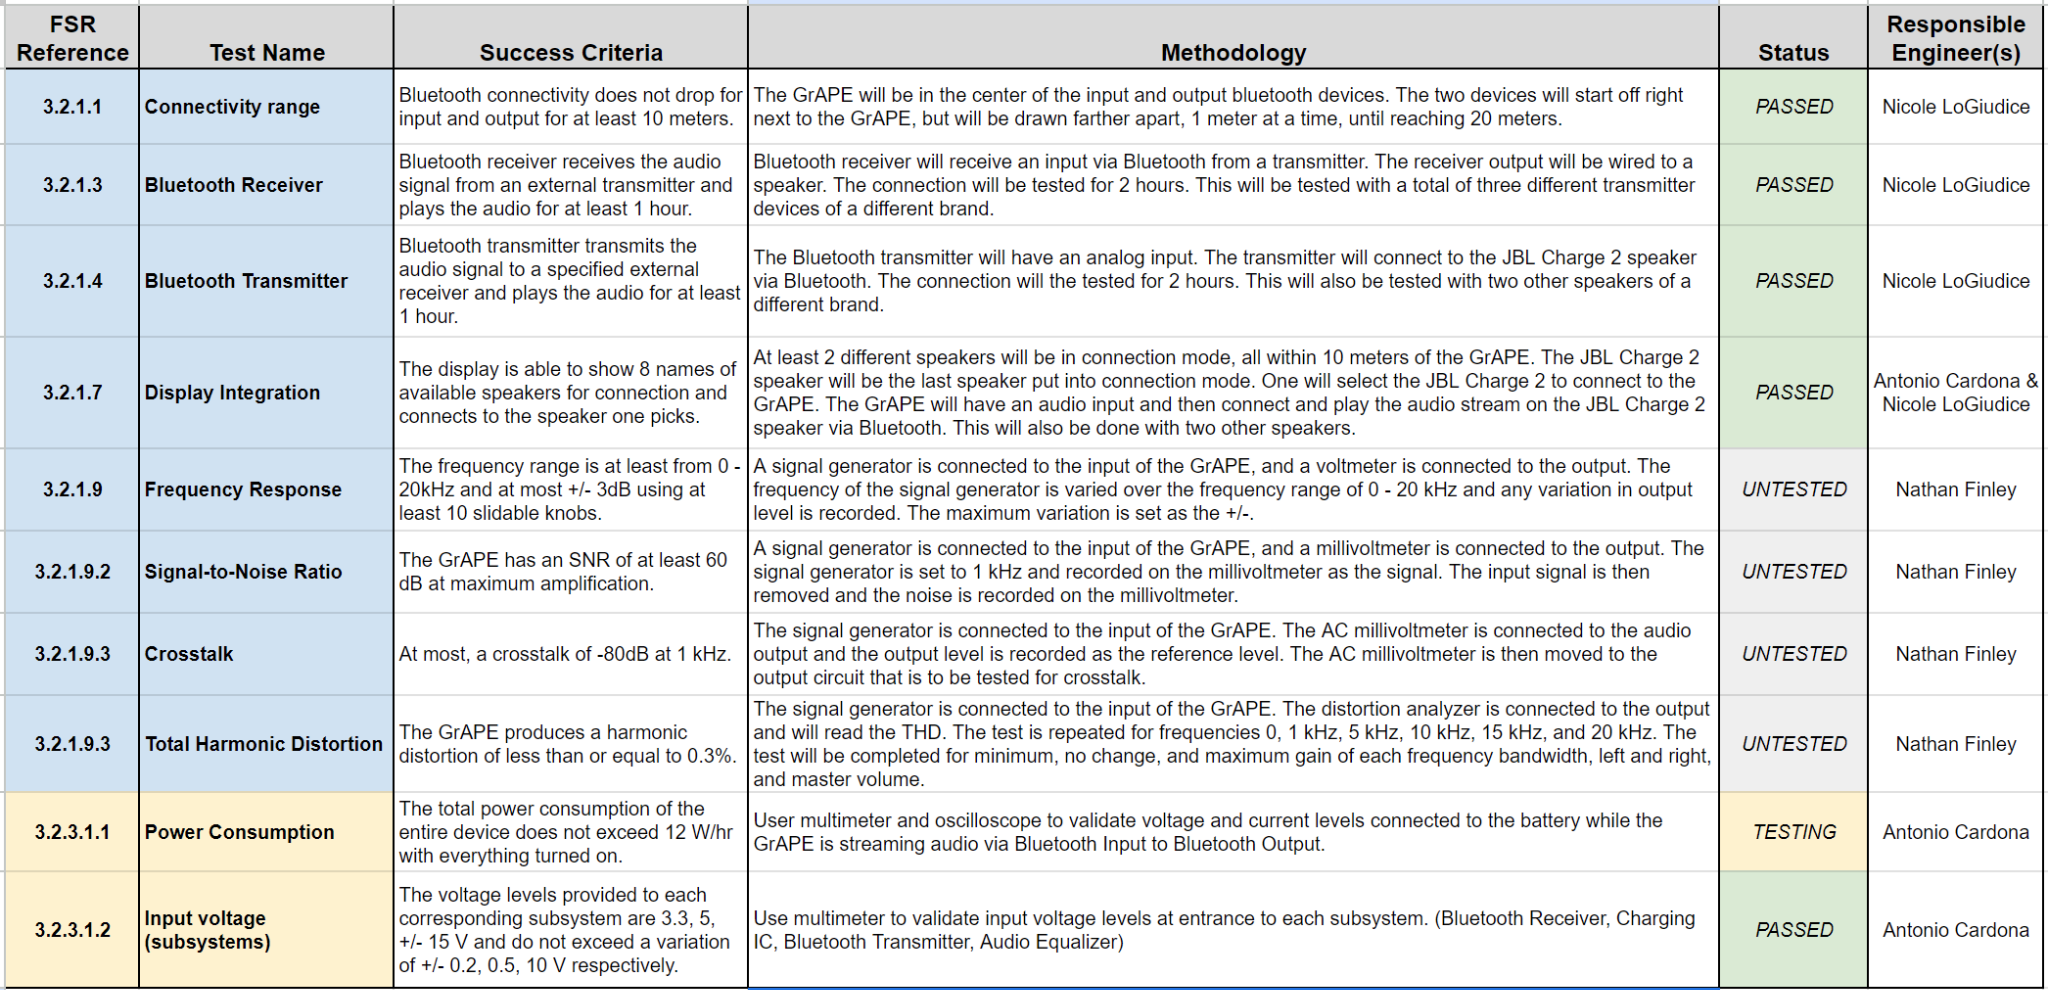 FSR
Reference
Test Name
Success Criteria
Methodology
Status
Responsible
Engineer(s)
3.2.1.1
Connectivity range
Bluetooth connectivity does not drop for
input and output for at least 10 meters.
The GrAPE will be in the center of the input and output bluetooth devices. The two devices will start off right
next to the GrAPE, but will be drawn farther apart, 1 meter at a time, until reaching 20 meters.
PASSED
Nicole LoGiudice
3.2.1.3
Bluetooth Receiver
Bluetooth receiver receives the audio
signal from an external transmitter and
plays the audio for at least 1 hour.
Bluetooth receiver will receive an input via Bluetooth from a transmitter. The receiver output will be wired to a
speaker. The connection will be tested for 2 hours. This will be tested with a total of three different transmitter
devices of a different brand.
PASSED
Nicole LoGiudice
3.2.1.4
Bluetooth Transmitter
Bluetooth transmitter transmits the
audio signal to a specified external
receiver and plays the audio for at least
1 hour.
The Bluetooth transmitter will have an analog input. The transmitter will connect to the JBL Charge 2 speaker
via Bluetooth. The connection will the tested for 2 hours. This will also be tested with two other speakers of a
different brand.
PASSED
Nicole LoGiudice
3.2.1.7
Display Integration
The display is able to show 8 names of
available speakers for connection and
connects to the speaker one picks.
At least 2 different speakers will be in connection mode, all within 10 meters of the GrAPE. The JBL Charge 2
speaker will be the last speaker put into connection mode. One will select the JBL Charge 2 to connect to the
GrAPE. The GrAPE will have an audio input and then connect and play the audio stream on the JBL Charge 2
speaker via Bluetooth. This will also be done with two other speakers.
PASSED
Antonio Cardona &
Nicole LoGiudice
3.2.1.9
Frequency Response
The frequency range is at least from 0 -
20kHz and at most +/- 3dB using at
least 10 slidable knobs.
A signal generator is connected to the input of the GrAPE, and a voltmeter is connected to the output. The
frequency of the signal generator is varied over the frequency range of 0 - 20 kHz and any variation in output
level is recorded. The maximum variation is set as the +/-.
UNTESTED
Nathan Finley
3.2.1.9.2
Signal-to-Noise Ratio
The GrAPE has an SNR of at least 60
dB at maximum amplification.
A signal generator is connected to the input of the GrAPE, and a millivoltmeter is connected to the output. The
signal generator is set to 1 kHz and recorded on the millivoltmeter as the signal. The input signal is then
removed and the noise is recorded on the millivoltmeter.
UNTESTED
Nathan Finley
3.2.1.9.3
Crosstalk
At most, a crosstalk of -80dB at 1 kHz.
The signal generator is connected to the input of the GrAPE. The AC millivoltmeter is connected to the audio
output and the output level is recorded as the reference level. The AC millivoltmeter is then moved to the
output circuit that is to be tested for crosstalk.
UNTESTED
Nathan Finley
3.2.1.9.3
Total Harmonic Distortion
The GrAPE produces a harmonic
distortion of less than or equal to 0.3%.
The signal generator is connected to the input of the GrAPE. The distortion analyzer is connected to the output
and will read the THD. The test is repeated for frequencies 0, 1 kHz, 5 kHz, 10 kHz, 15 kHz, and 20 kHz. The
test will be completed for minimum, no change, and maximum gain of each frequency bandwidth, left and right,
and master volume.
UNTESTED
Nathan Finley
3.2.3.1.1
Power Consumption
The total power consumption of the
entire device does not exceed 12 W/hr
with everything turned on.
User multimeter and oscilloscope to validate voltage and current levels connected to the battery while the
GrAPE is streaming audio via Bluetooth Input to Bluetooth Output.
TESTING
Antonio Cardona
3.2.3.1.2
Input voltage
(subsystems)
The voltage levels provided to each
corresponding subsystem are 3.3, 5,
+/- 15 V and do not exceed a variation
of +/- 0.2, 0.5, 10 V respectively.
Use multimeter to validate input voltage levels at entrance to each subsystem. (Bluetooth Receiver, Charging
IC, Bluetooth Transmitter, Audio Equalizer)
PASSED
Antonio Cardona